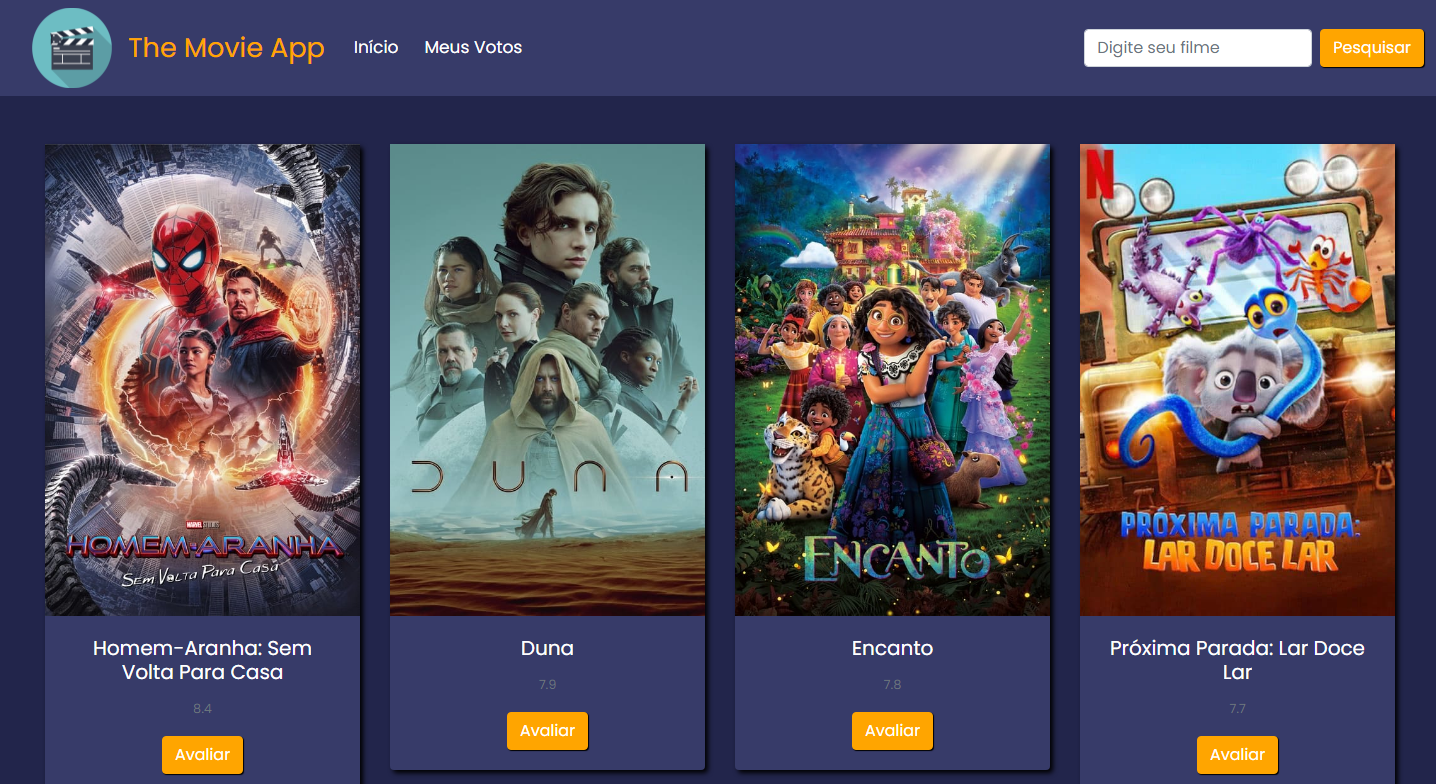 The Movie App
Início
Meus Votos
Digite seu filme
Pesquisar
N
MARVEL STUDIOS
HOMEM-ARANHA
SEM VOLTA PARA CASA
DUNA
ENCANTO
PRÓXIMA PARADA:
LAR DOCE LAR
Homem-Aranha: Sem
Volta Para Casa
8.4
Avaliar
Duna
7.9
Avaliar
Encanto
7.8
Avaliar
Próxima Parada: Lar Doce
Lar
7.7
Avaliar